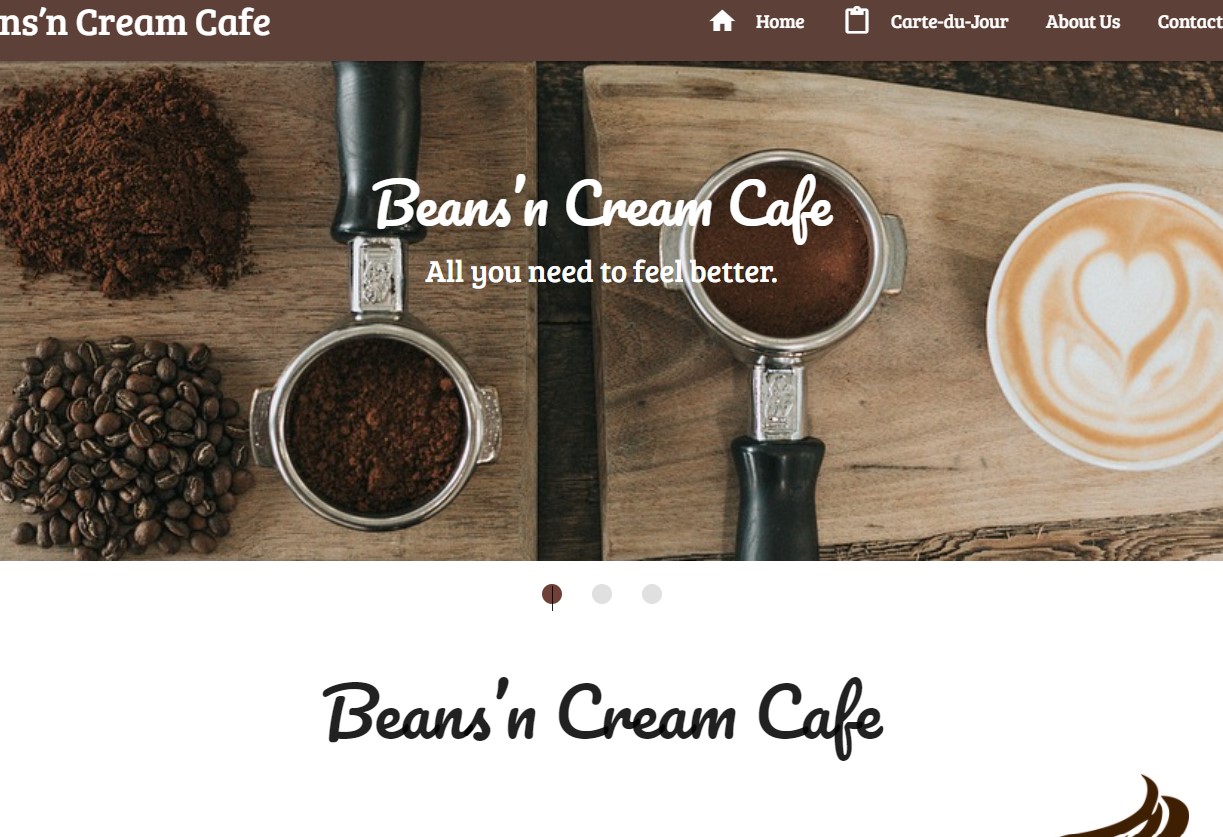 ns'n Cream Cafe
Home Carte-du-Jour About Us Contact
Beans'n Cream Cafe
All you need to feel better.
Beans'n Cream Cafe